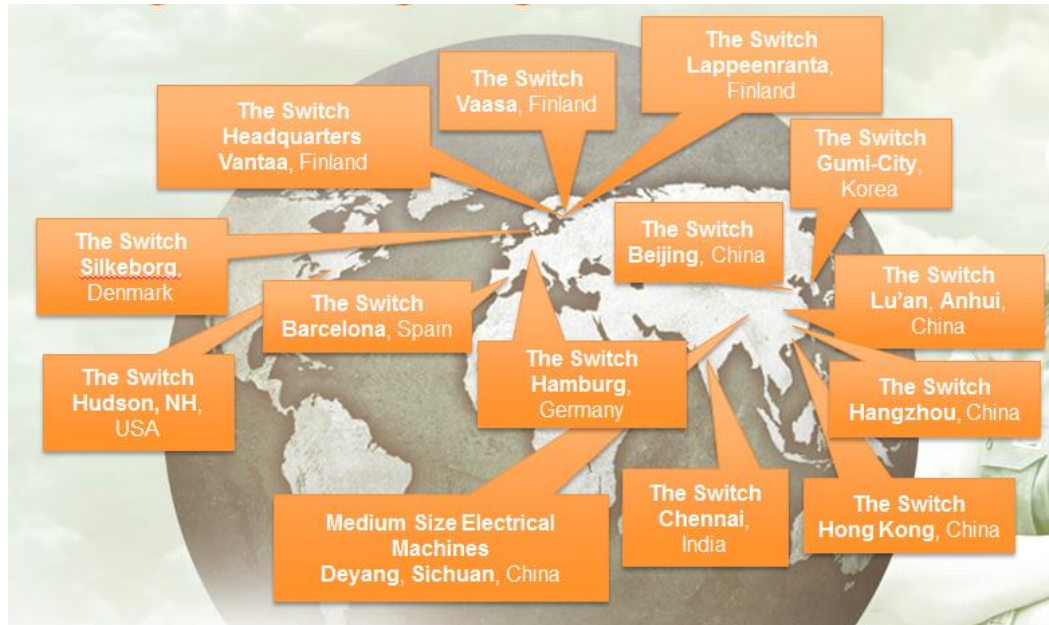 The Switch
Lappeenranta,
Finland
The Switch
Vaasa, Finland
The Switch
Headquarters
Vantaa, Finland
The Switch
Gumi-City,
Korea
The Switch
Beijing, China
The Switch
Silkeborg,
Denmark
The Switch
Barcelona, Spain
The Switch
Lu'an, Anhui,
China
The Switch
Hamburg,
Germany
The Switch
Hudson, NH,
USA
The Switch
Hangzhou, China
The Switch
Chennai,
India
The Switch
Hong Kong, China
Medium Size Electrical
Machines
Deyang, Sichuan, China